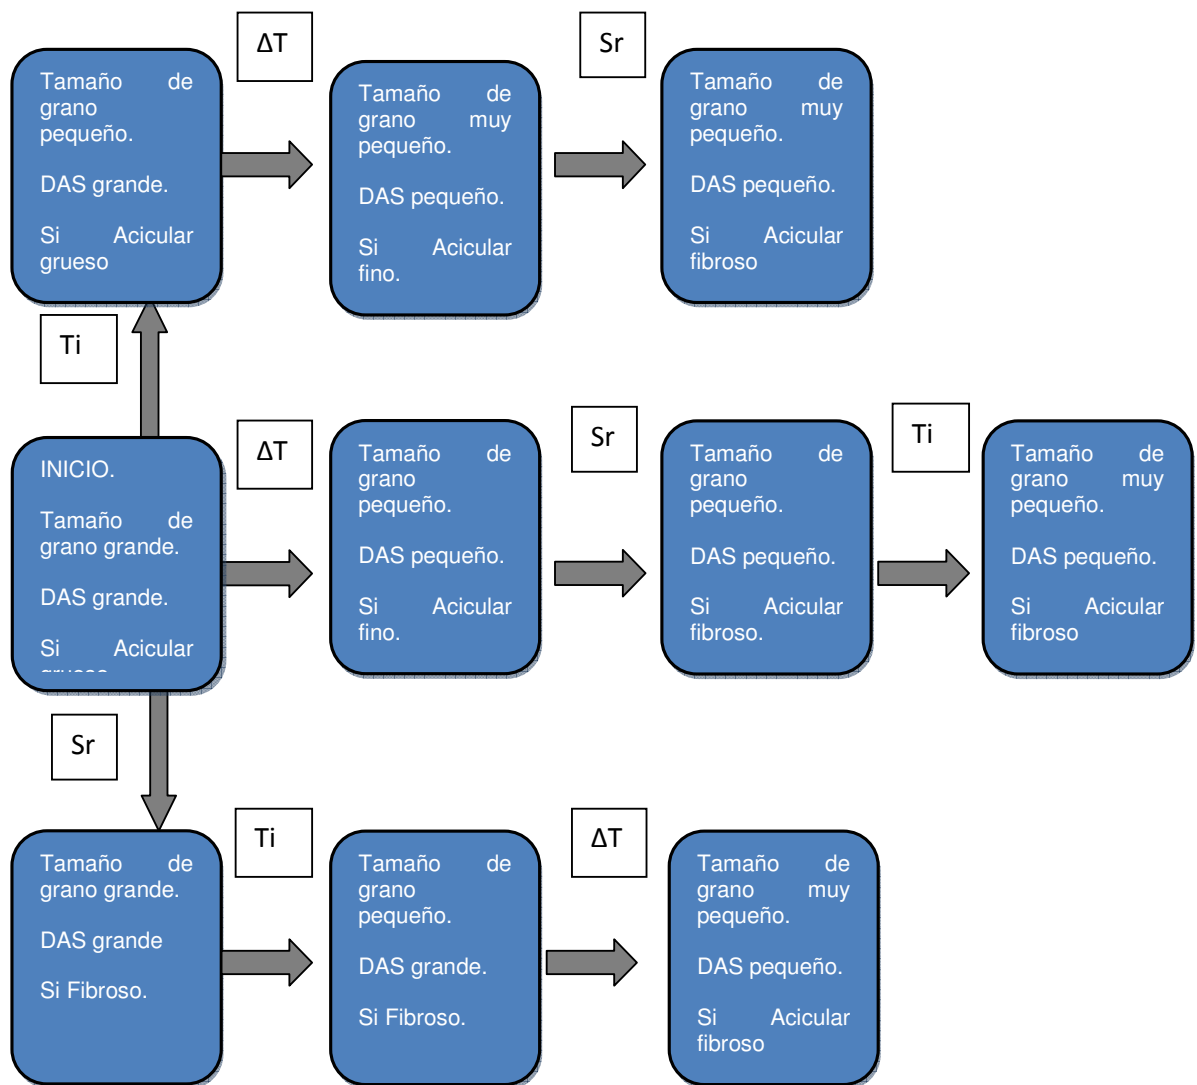 ΔT
Sr
Tamaño de
grano
pequeño.
DAS grande.
Si Acicular
grueso
Tamaño de
grano muy
pequeño.
DAS pequeño.
Si Acicular
fino.
Tamaño de
grano muy
pequeño.
DAS pequeño.
Si Acicular
fibroso
Ti
INICIO.
Tamaño de
grano grande.
DAS grande.
Si Acicular
ΔT
Tamaño de
grano
pequeño.
DAS pequeño.
Si Acicular
fino.
Sr
Tamaño de
grano
pequeño.
DAS pequeño.
Si Acicular
fibroso.
Ti
Tamaño de
grano muy
pequeño.
DAS pequeño.
Si Acicular
fibroso
Sr
Tamaño de
grano grande.
DAS grande
Si Fibroso.
Ti
Tamaño de
grano
pequeño.
DAS grande.
Si Fibroso.
ΔT
Tamaño de
grano muy
pequeño.
DAS pequeño.
Si Acicular
fibroso